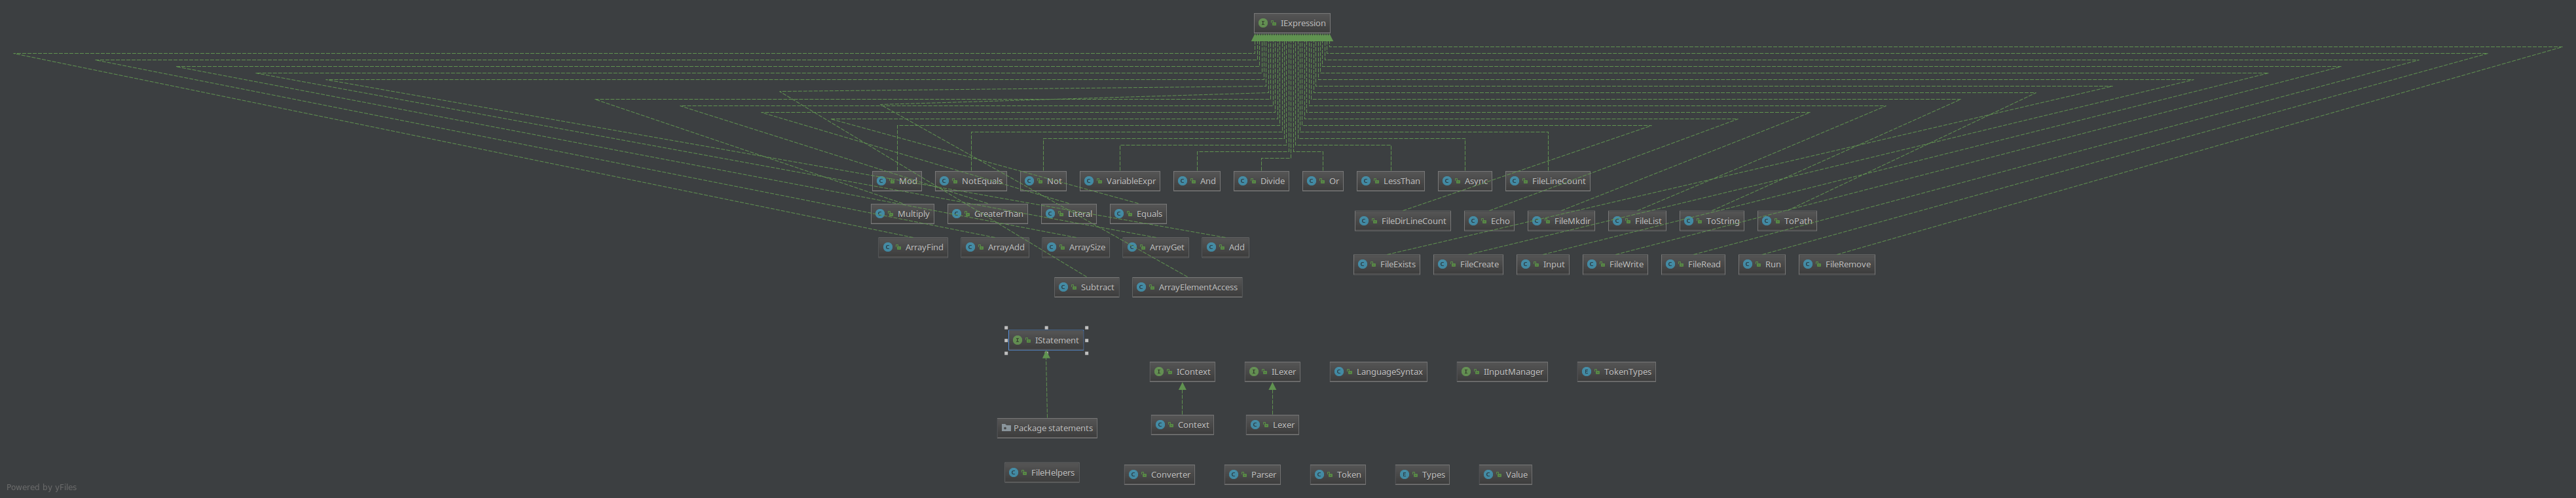 IExpression
Mod NotEquals Not VariableExpr And Divide Or LessThan Async FileLineCount
Multiply GreaterThan Literal Equals
FileDirLineCount Echo FileMkdir FileList ToString ToPath
ArrayFind ArrayAdd ArraySize ArrayGet Add
FileExists FileCreate Input FileWrite FileRead Run FileRemove
Subtract ArrayElementAccess
IStatement
IContext ILexer LanguageSyntax IInputManager TokenTypes
Package statements Context Lexer
FileHelpers Converter Parser Token Types Value
Powered by yFiles